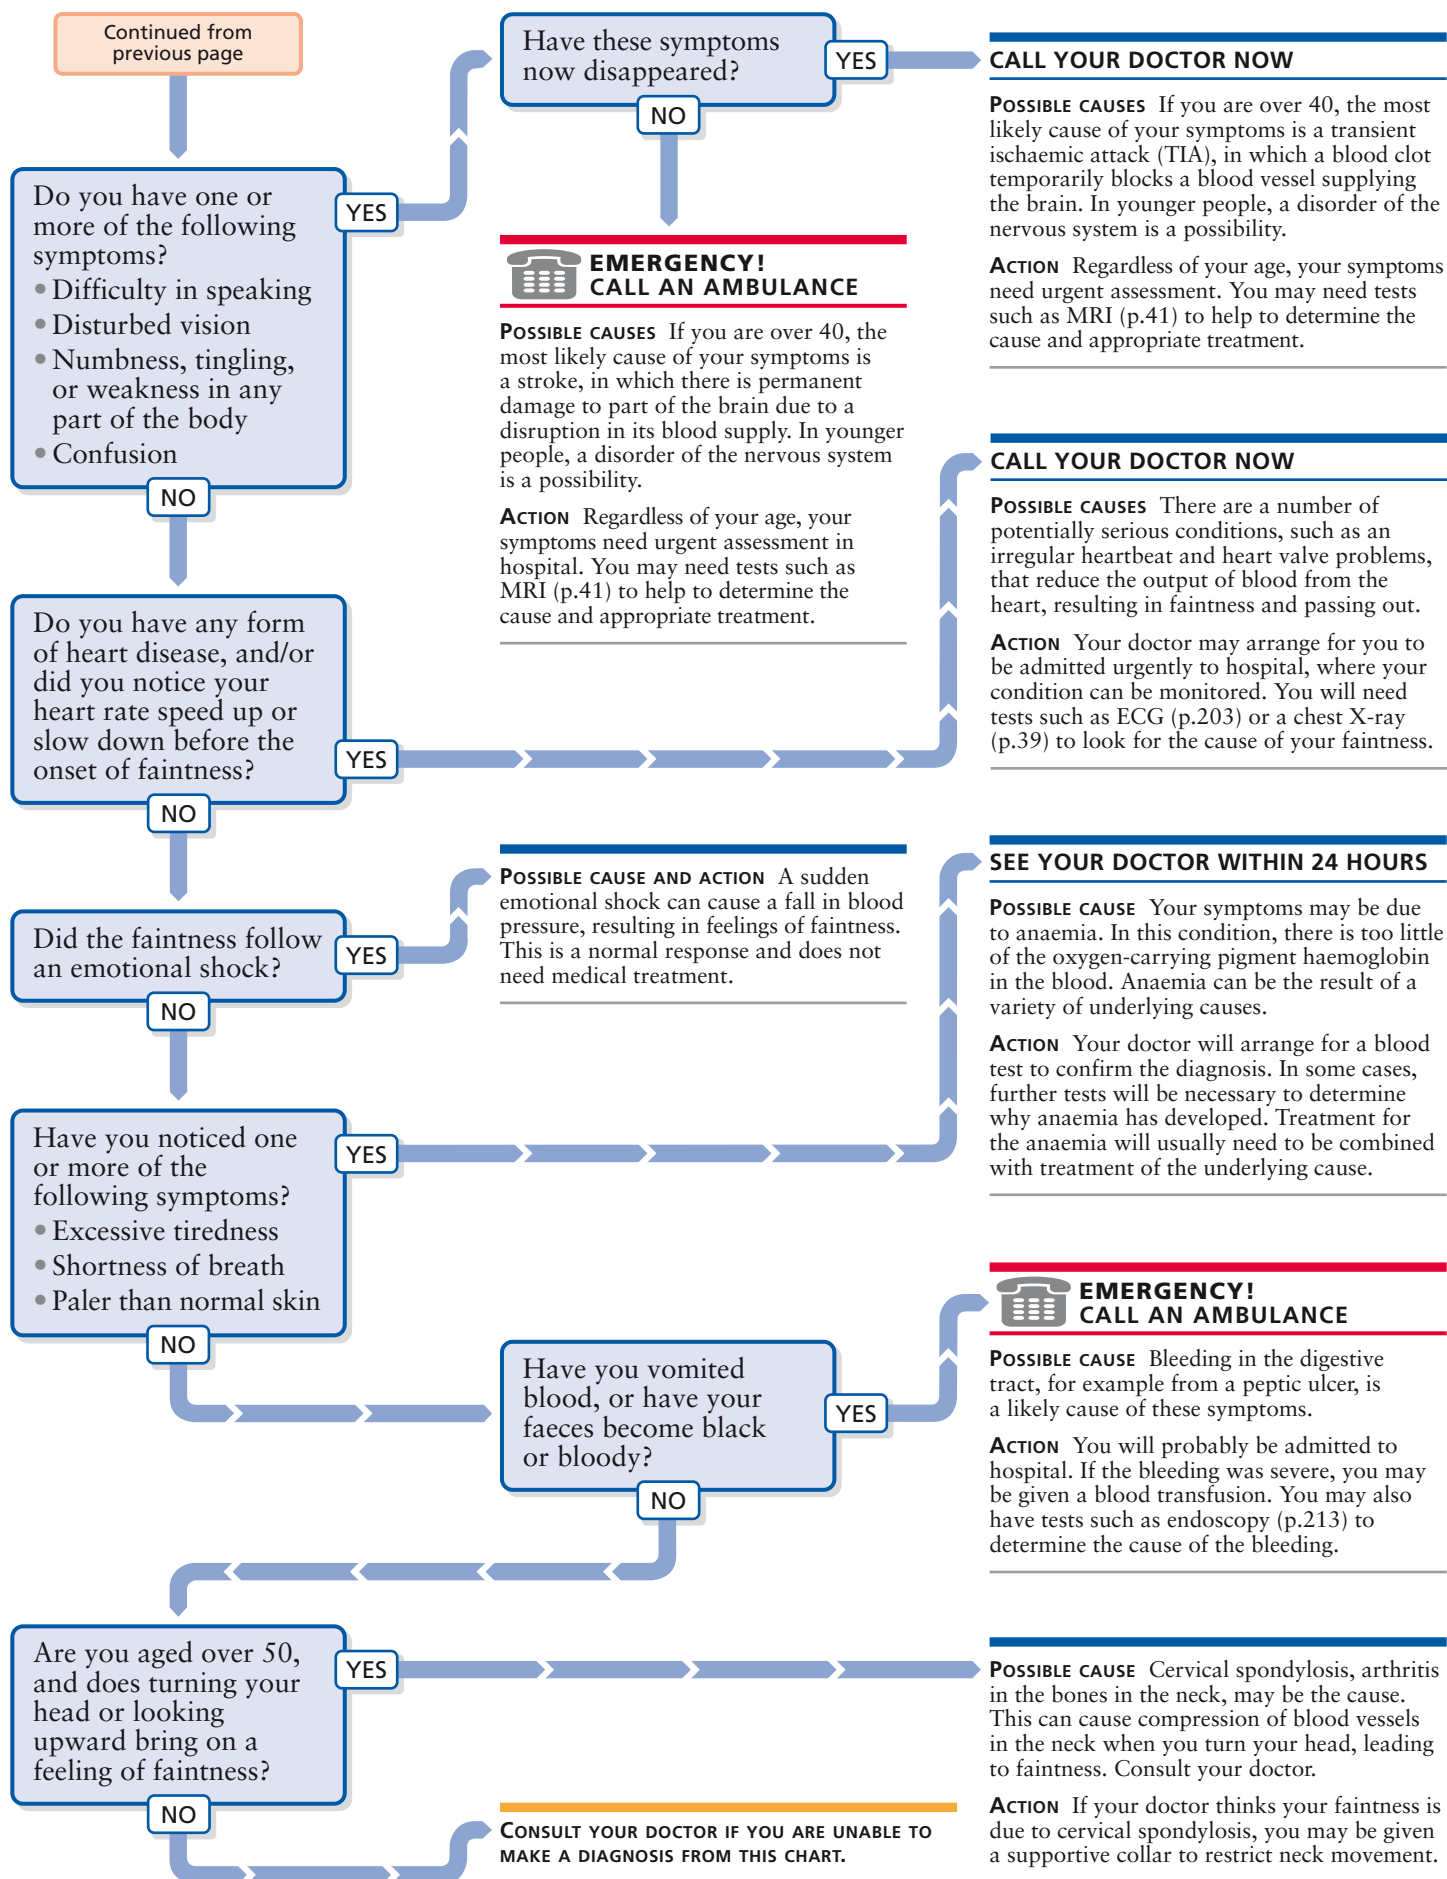 Continued from
previous page
Do you have one or
more of the following
symptoms?
• Difficulty in speaking
• Disturbed vision
• Numbness, tingling,
or weakness in any
part of the body
• Confusion
YES
NO
Have these symptoms
now disappeared?
YES
NO
CALL YOUR DOCTOR NOW
POSSIBLE CAUSES If you are over 40, the most
likely cause of your symptoms is a transient
ischaemic attack (TIA), in which a blood clot
temporarily blocks a blood vessel supplying
the brain. In younger people, a disorder of the
nervous system is a possibility.
ACTION Regardless of your age, your symptoms
need urgent assessment. You may need tests
such as MRI (p.41) to help to determine the
cause and appropriate treatment.
EMERGENCY!
CALL AN AMBULANCE
POSSIBLE CAUSES If you are over 40, the
most likely cause of your symptoms is
a stroke, in which there is permanent
damage to part of the brain due to a
disruption in its blood supply. In younger
people, a disorder of the nervous system
is a possibility.
ACTION Regardless of your age, your
symptoms need urgent assessment in
hospital. You may need tests such as
MRI (p.41) to help to determine the
cause and appropriate treatment.
Do you have any form
of heart disease, and/or
did you notice your
heart rate speed up or
slow down before the
onset of faintness?
YES
NO
CALL YOUR DOCTOR NOW
POSSIBLE CAUSES There are a number of
potentially serious conditions, such as an
irregular heartbeat and heart valve problems,
that reduce the output of blood from the
heart, resulting in faintness and passing out.
ACTION Your doctor may arrange for you to
be admitted urgently to hospital, where your
condition can be monitored. You will need
tests such as ECG (p.203) or a chest X-ray
(p.39) to look for the cause of your faintness.
Did the faintness follow
an emotional shock?
YES
NO
POSSIBLE CAUSE AND ACTION A sudden
emotional shock can cause a fall in blood
pressure, resulting in feelings of faintness.
This is a normal response and does not
need medical treatment.
Have you noticed one
or more of the
following symptoms?
• Excessive tiredness
• Shortness of breath
• Paler than normal skin
YES
NO
SEE YOUR DOCTOR WITHIN 24 HOURS
POSSIBLE CAUSE Your symptoms may be due
to anaemia. In this condition, there is too little
of the oxygen-carrying pigment haemoglobin
in the blood. Anaemia can be the result of a
variety of underlying causes.
ACTION Your doctor will arrange for a blood
test to confirm the diagnosis. In some cases,
further tests will be necessary to determine
why anaemia has developed. Treatment for
the anaemia will usually need to be combined
with treatment of the underlying cause.
Have you vomited
blood, or have your
faeces become black
or bloody?
YES
NO
EMERGENCY!
CALL AN AMBULANCE
POSSIBLE CAUSE Bleeding in the digestive
tract, for example from a peptic ulcer, is
a likely cause of these symptoms.
ACTION You will probably be admitted to
hospital. If the bleeding was severe, you may
be given a blood transfusion. You may also
have tests such as endoscopy (p.213) to
determine the cause of the bleeding.
Are you aged over 50,
and does turning your
head or looking
upward bring on a
feeling of faintness?
YES
NO
POSSIBLE CAUSE Cervical spondylosis, arthritis
in the bones in the neck, may be the cause.
This can cause compression of blood vessels
in the neck when you turn your head, leading
to faintness. Consult your doctor.
ACTION If your doctor thinks your faintness is
due to cervical spondylosis, you may be given
a supportive collar to restrict neck movement.
CONSULT YOUR DOCTOR IF YOU ARE UNABLE TO
MAKE A DIAGNOSIS FROM THIS CHART.